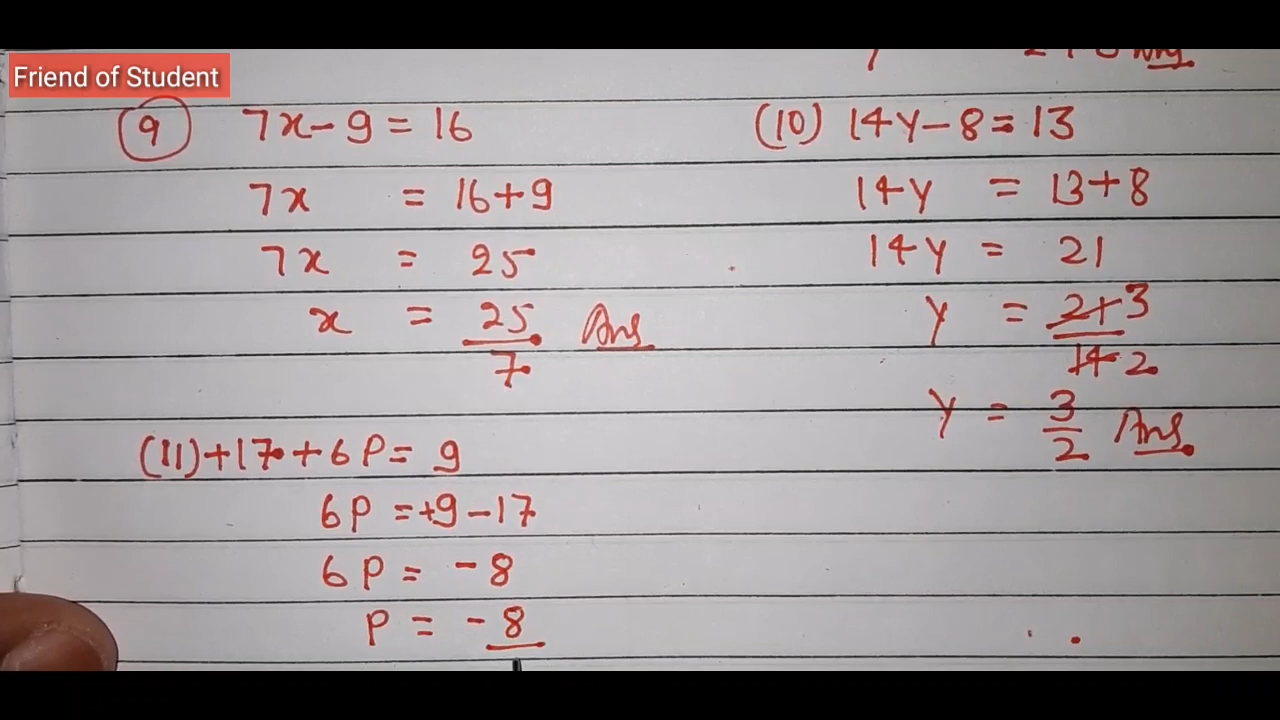 Friend of Student
(9) 7x-9=16
7x = 16+9
7x = 25
x = 25/7 Ans
(10) 14y-8=13
14y = 13+8
14y = 21
y = 21 3/14 2
y = 3/2 Ans.
(11)+17+6P=9
6P=+9-17
6P=-8
P=-8